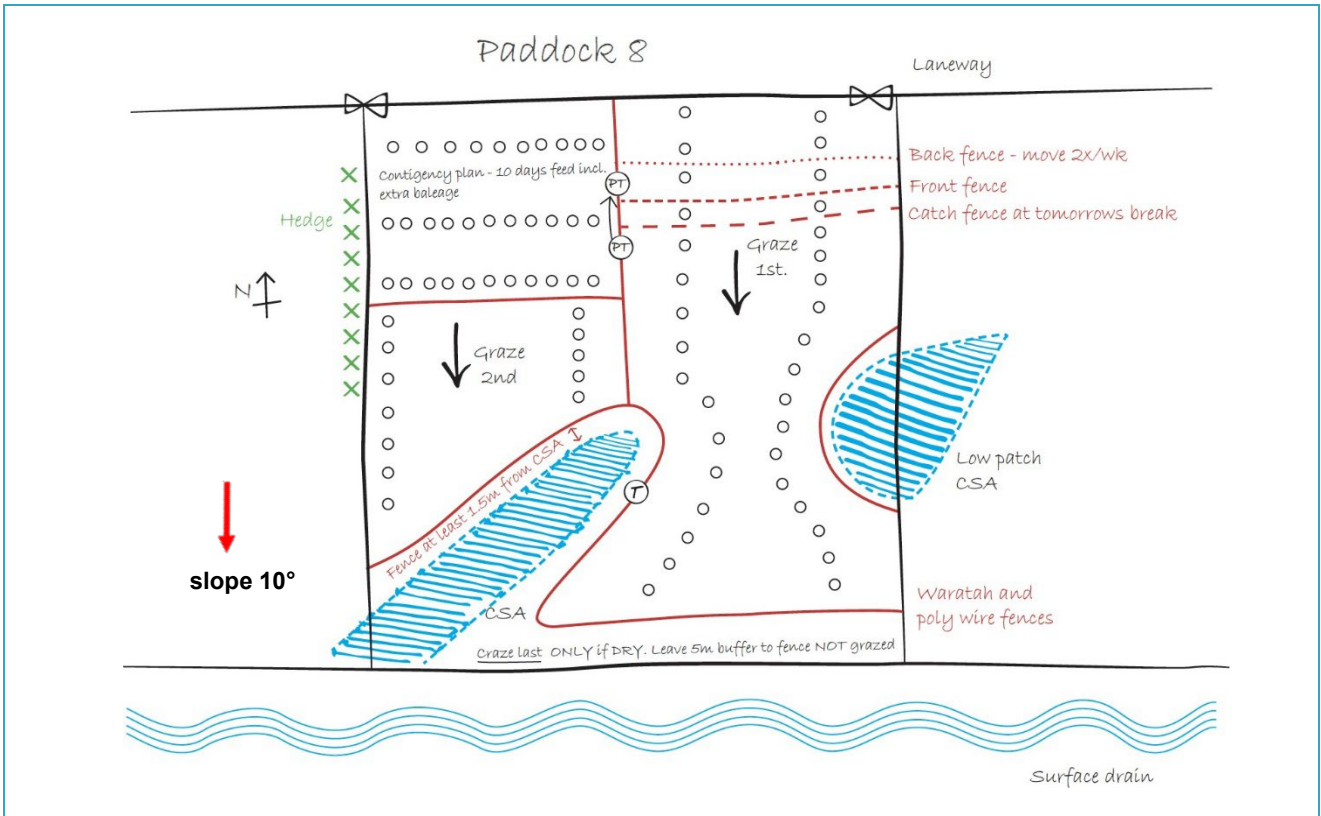 Paddock 8
Laneway
Contigency plan - 10 days feed incl.
extra baleage
Back fence - move 2x/wk
PT
Front fence
Catch fence at tomorrows break
Hedge
PT
Graze
1st.
N
Graze
2nd
Fence at least 1.5m from CSA
Low patch
CSA
T
slope 10°
CSA
Waratah and
poly wire fences
Craze last ONLY if DRY. Leave 5m buffer to fence NOT grazed
Surface drain